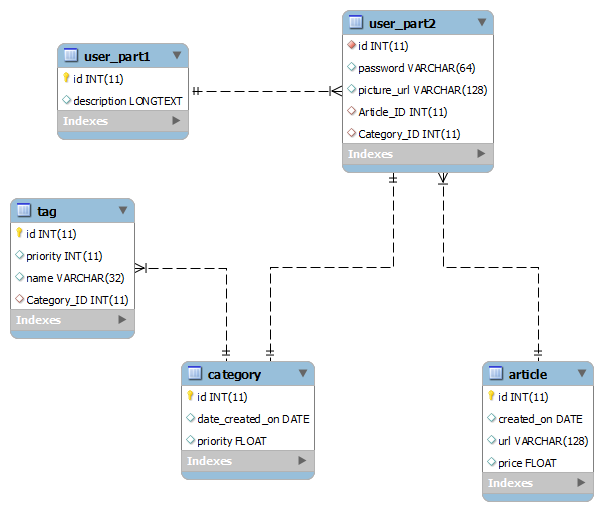 user_part1
id INT(11)
description LONGTEXT
Indexes
user_part2
id INT(11)
password VARCHAR(64)
picture_url VARCHAR(128)
Article_ID INT(11)
Category_ID INT(11)
Indexes
tag
id INT(11)
priority INT(11)
name VARCHAR(32)
Category_ID INT(11)
Indexes
category
id INT(11)
date_created_on DATE
priority FLOAT
Indexes
article
id INT(11)
created_on DATE
url VARCHAR(128)
price FLOAT
Indexes